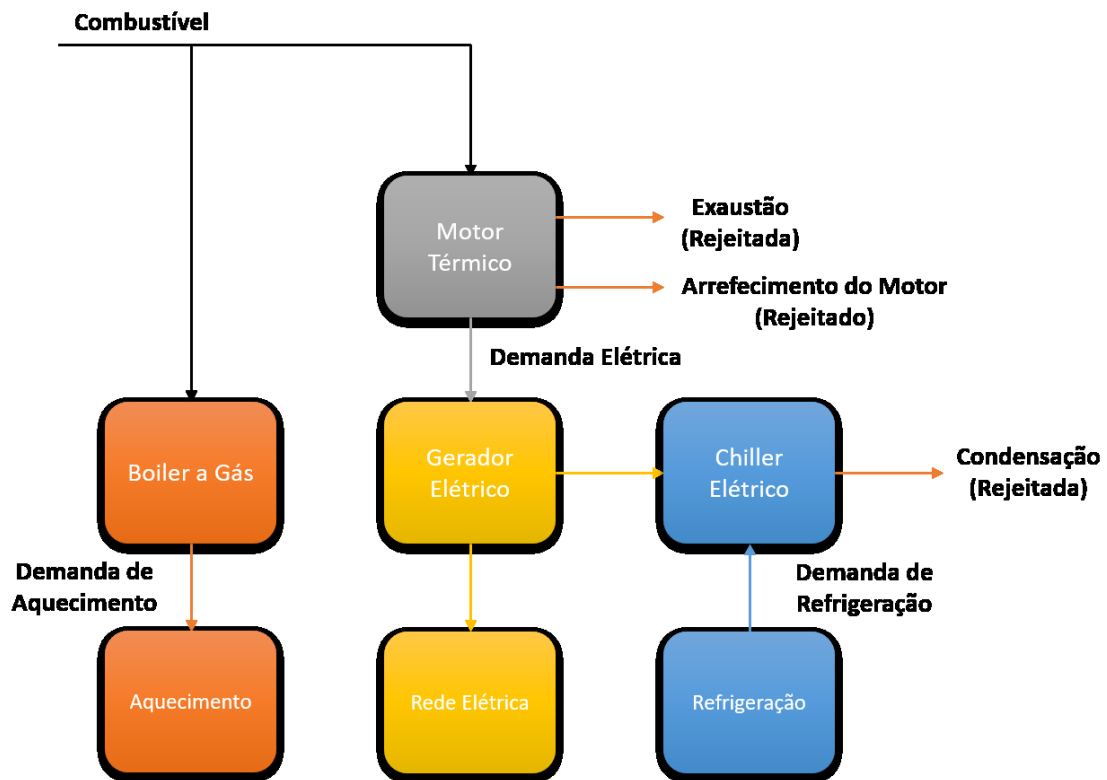 Combustível
Motor
Térmico
Exaustão
(Rejeitada)
Arrefecimento do Motor
(Rejeitado)
Demanda Elétrica
Boiler a Gás
Gerador
Elétrico
Chiller
Elétrico
Condensação
(Rejeitada)
Demanda de
Aquecimento
Demanda de
Refrigeração
Aquecimento
Rede Elétrica
Refrigeração